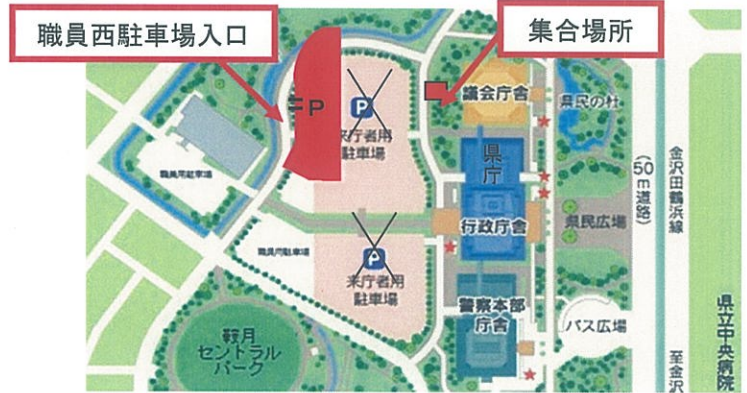 職員西駐車場入口
集合場所
P
P
来庁者用
駐車場
議会庁舎
県民の杜
職員用駐車場
県庁
行政庁舎
県民広場
金沢田鶴浜線
(50m道路)
職員用駐車場
P
来庁者用
駐車場
警察本部
庁舎
バス広場
県立中央病院
至金沢
鞍月
セントラル
パーク